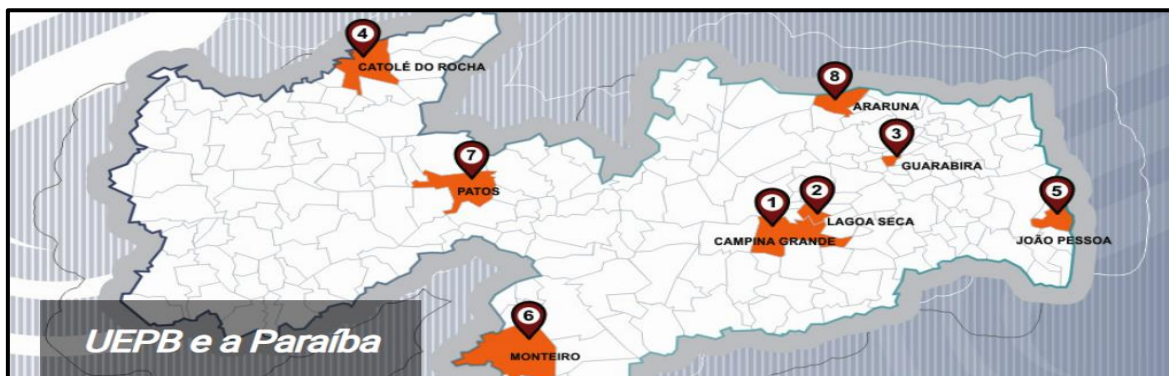 4
CATOLÉ DO ROCHA
8
ARARUNA
3
GUARABIRA
7
PATOS
1
CAMPINA GRANDE
2
LAGOA SECA
5
JOÃO PESSOA
6
MONTEIRO
UEPB e a Paraíba